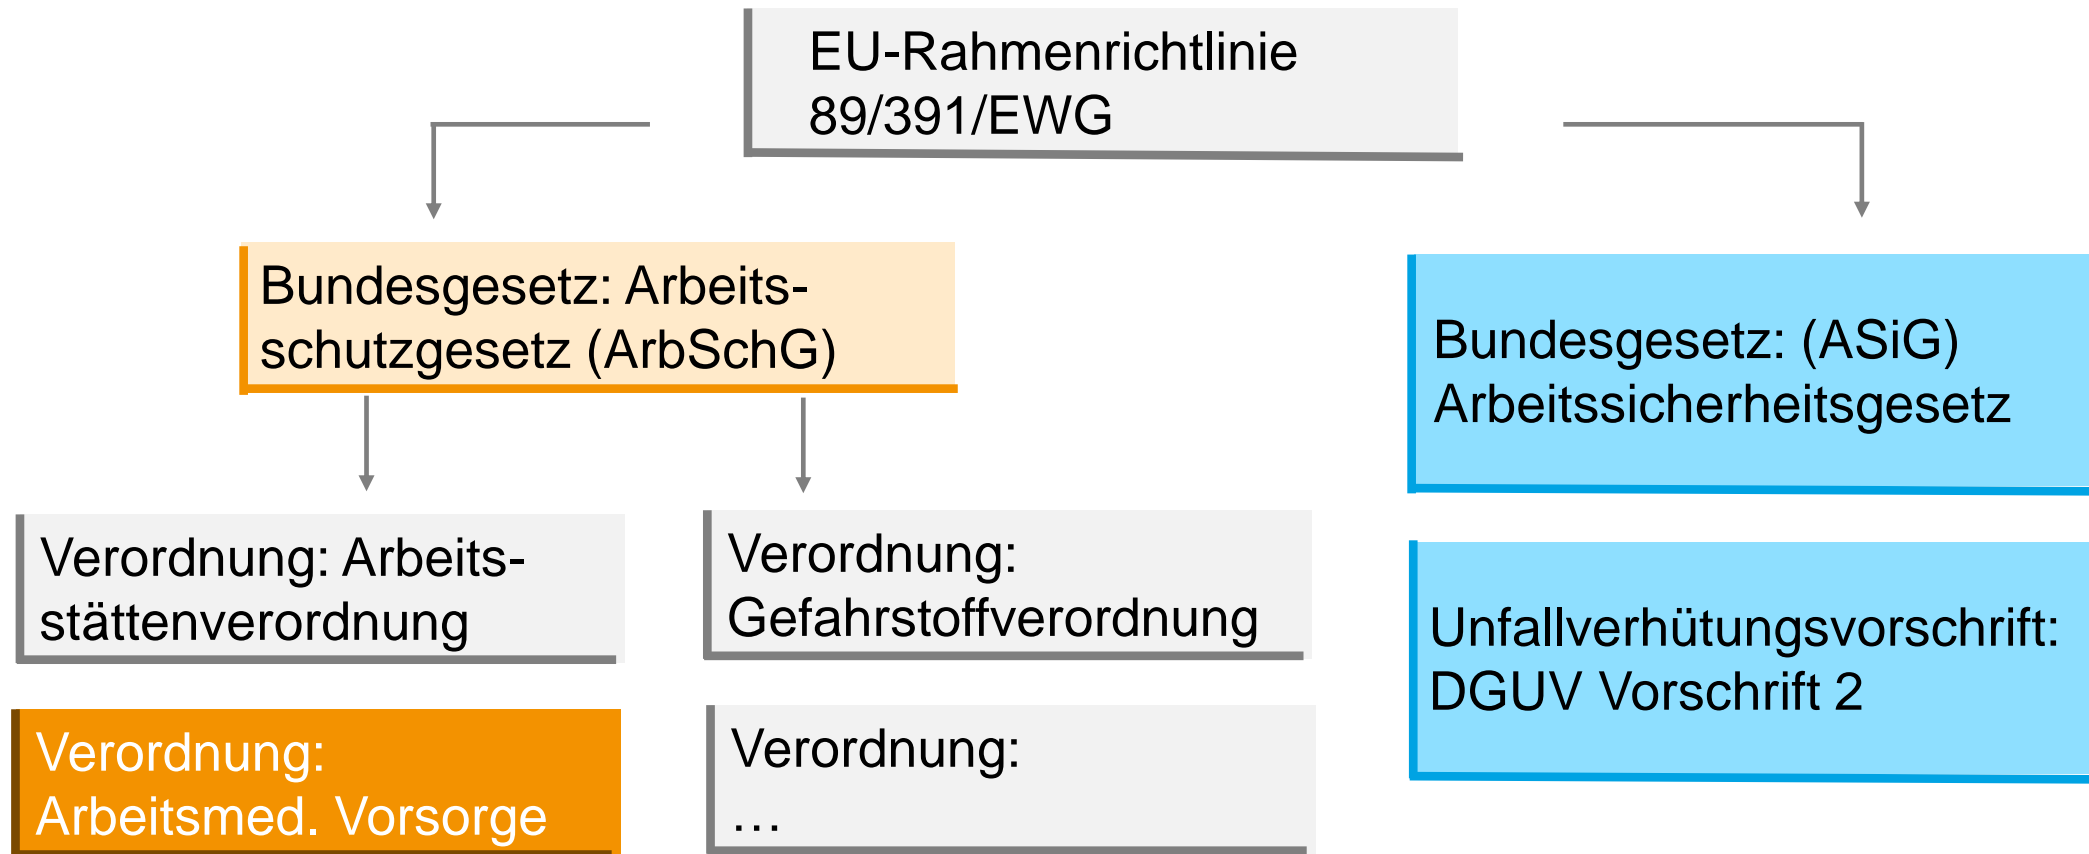 EU-Rahmenrichtlinie
89/391/EWG
Bundesgesetz: Arbeits-
schutzgesetz (ArbSchG)
Bundesgesetz: (ASiG)
Arbeitssicherheitsgesetz
Verordnung: Arbeits-
stättenverordnung
Verordnung:
Gefahrstoffverordnung
Unfallverhütungsvorschrift:
DGUV Vorschrift 2
Verordnung:
Arbeitsmed. Vorsorge
Verordnung:
…